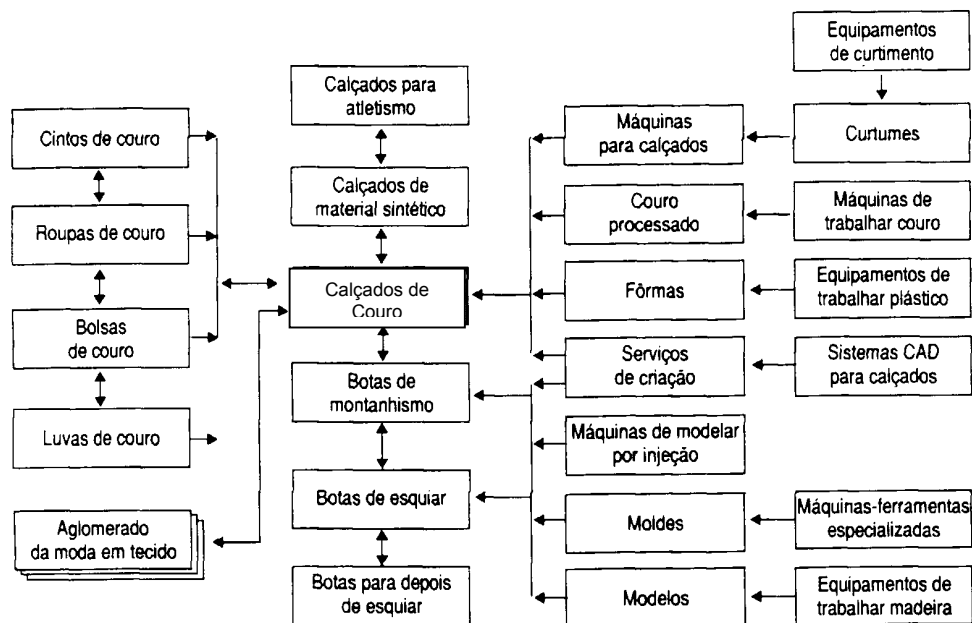 Equipamentos
de curtimento
Calçados para
atletismo
Cintos de couro
Máquinas
para calçados
Curtumes
Calçados de
material sintético
Roupas de couro
Couro
processado
Máquinas de
trabalhar couro
Calçados de
Couro
Fôrmas
Equipamentos de
trabalhar plástico
Bolsas
de couro
Botas de
montanhismo
Serviços
de criação
Sistemas CAD
para calçados
Luvas de couro
Máquinas de modelar
por injeção
Botas de esquiar
Aglomerado
da moda em tecido
Moldes
Máquinas-ferramentas
especializadas
Botas para depois
de esquiar
Modelos
Equipamentos de
trabalhar madeira